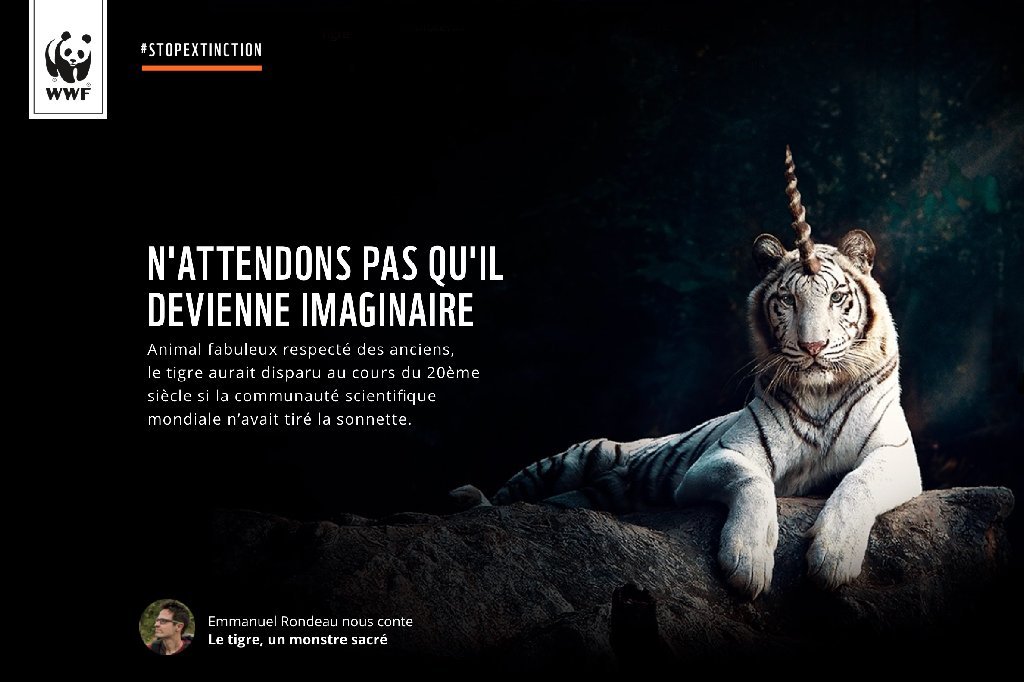 WWF
#STOPEXTINCTION
N'ATTENDONS PAS QU'IL
DEVIENNE IMAGINAIRE
Animal fabuleux respecté des anciens,
le tigre aurait disparu au cours du 20ème
siècle si la communauté scientifique
mondiale n’avait tiré la sonnette.
Emmanuel Rondeau nous conte
Le tigre, un monstre sacré